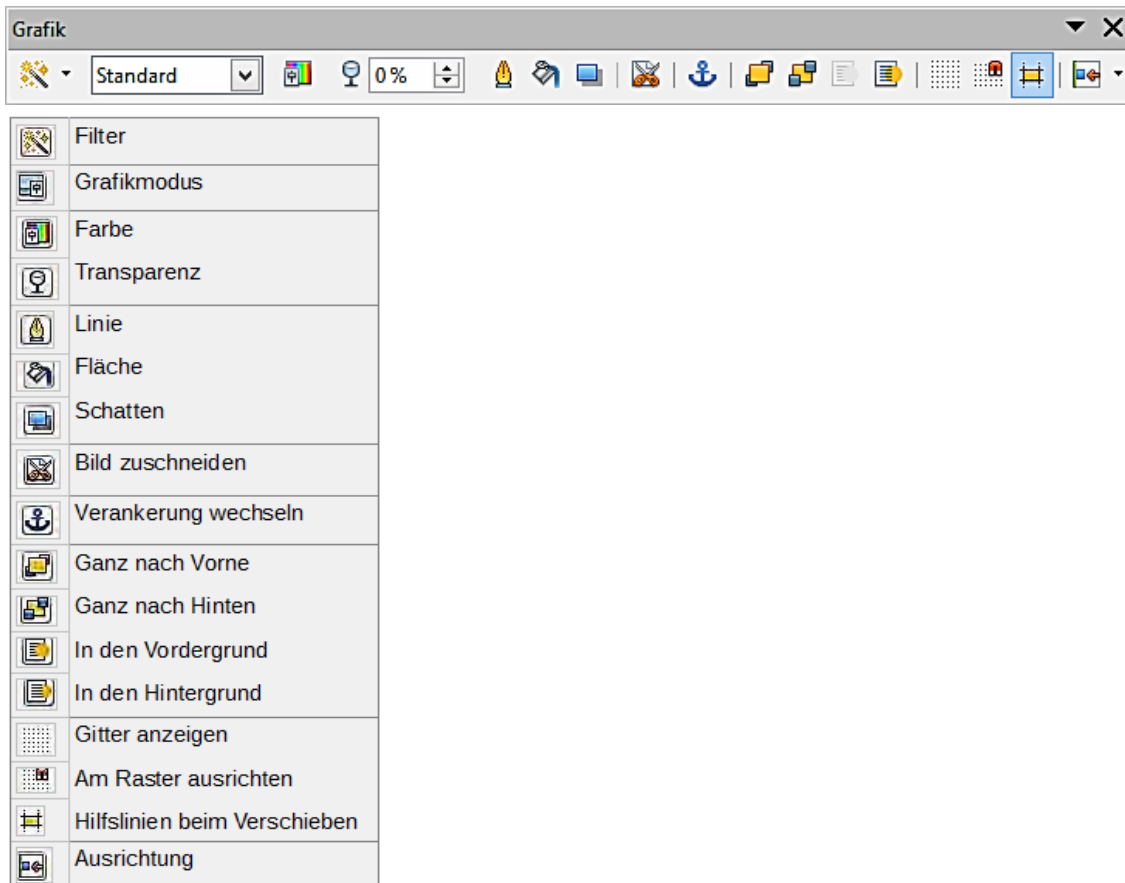 Grafik
Standard 0%
Filter
Grafikmodus
Farbe
Transparenz
Linie
Fläche
Schatten
Bild zuschneiden
Verankerung wechseln
Ganz nach Vorne
Ganz nach Hinten
In den Vordergrund
In den Hintergrund
Gitter anzeigen
Am Raster ausrichten
Hilfslinien beim Verschieben
Ausrichtung